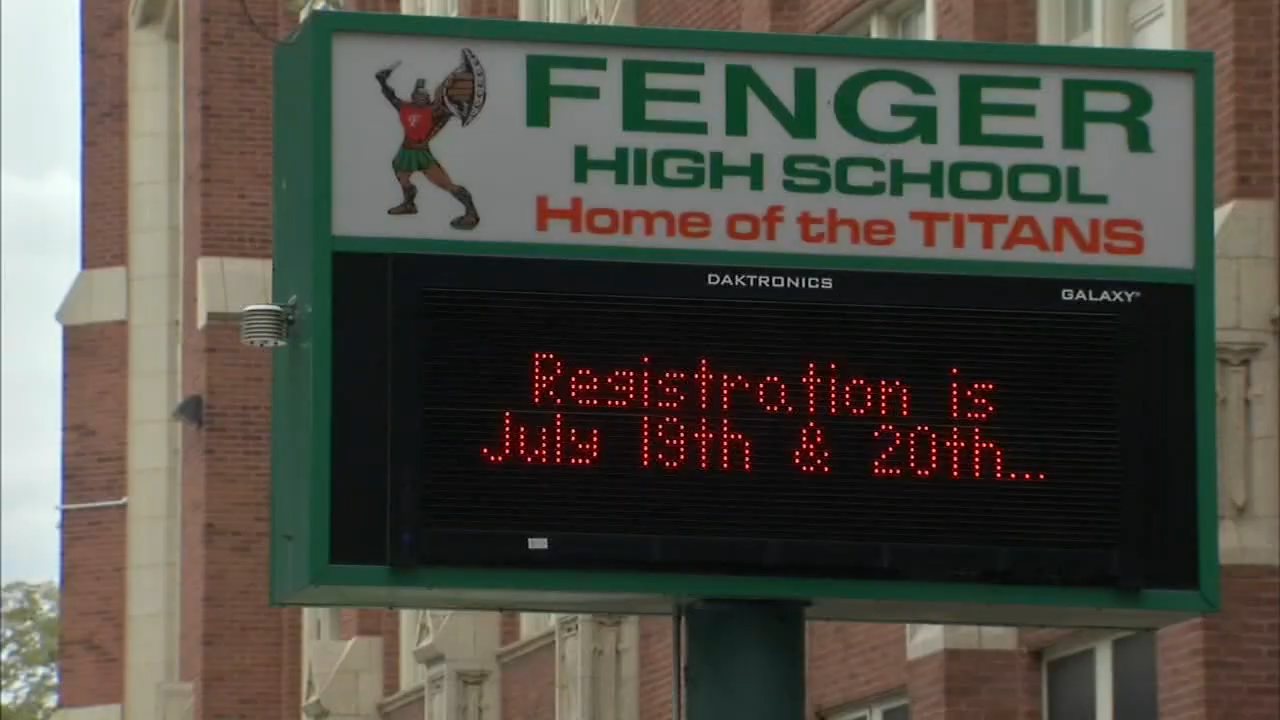 FENGER
HIGH SCHOOL
Home of the TITANS
DAKTRONICS
GALAXY®
Registration is
July 19th & 20th...